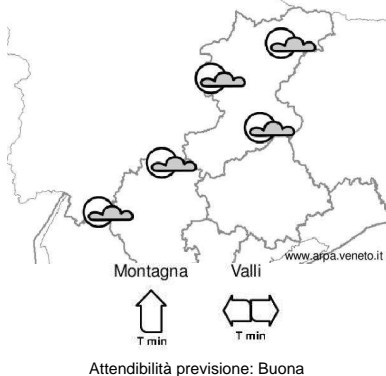 www.arpa.veneto.it
Montagna Valli
T min T min
Attendibilità previsione: Buona